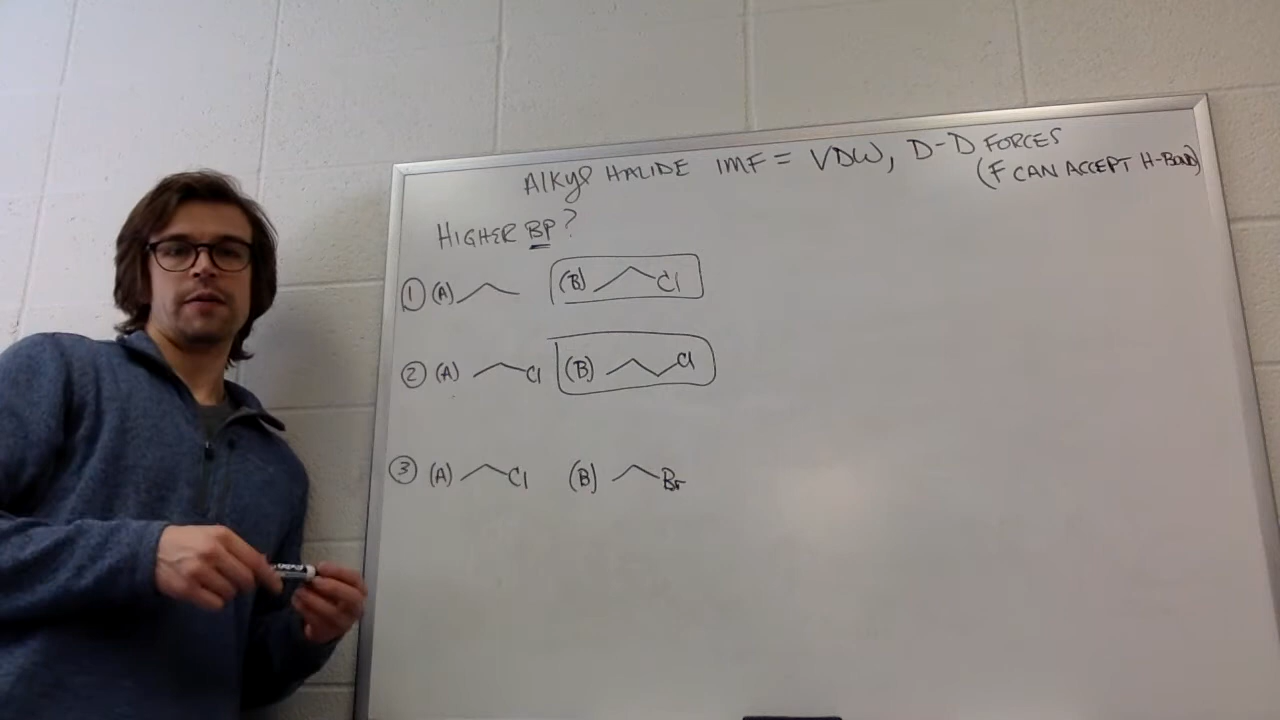 AlKyl HALIDE IMF = VDW, D-D FORCES
(F CAN ACCEPT H-BOND)
HIGHER BP?
① (A) (B) Cl
② (A) Cl (B) Cl
③ (A) Cl (B) Br